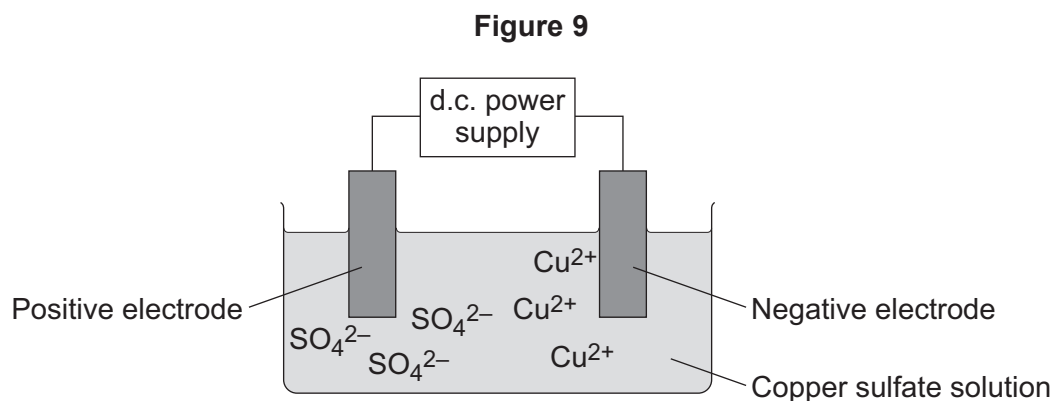 Figure 9
d.c. power
supply
Cu²⁺
Positive electrode
Cu²⁺
Negative electrode
SO₄²⁻
SO₄²⁻
Cu²⁺
SO₄²⁻
Copper sulfate solution